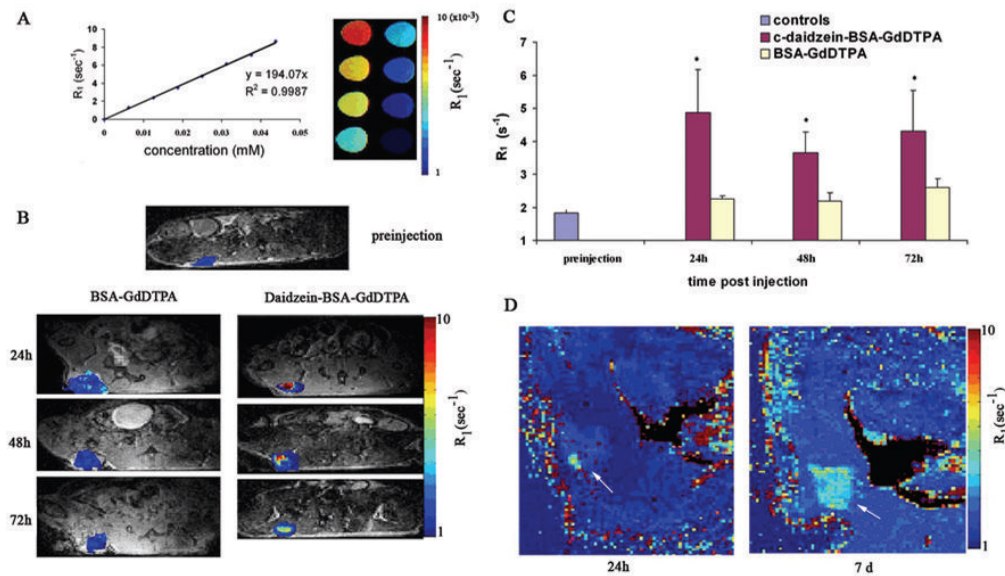 A
R₁ (sec⁻¹)
10
8
6
4
2
0
0 0.01 0.02 0.03 0.04 0.05
concentration (mM)
y = 194.07x
R² = 0.9987
10 (x10⁻³)
R₁(sec⁻¹)
1
B
preinjection
BSA-GdDTPA
Daidzein-BSA-GdDTPA
24h
48h
72h
10
R₁(sec⁻¹)
1
C
controls
c-daidzein-BSA-GdDTPA
BSA-GdDTPA
R₁ (s⁻¹)
7
6
5
4
3
2
1
* * *
preinjection 24h 48h 72h
time post injection
D
10
R₁(sec⁻¹)
1
24h 7 d